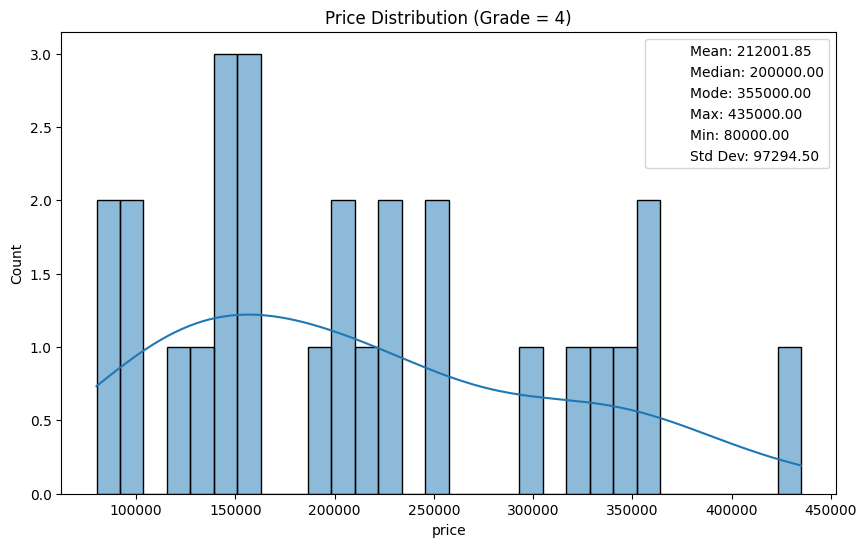 Price Distribution (Grade = 4)
Mean: 212001.85
Median: 200000.00
Mode: 355000.00
Max: 435000.00
Min: 80000.00
Std Dev: 97294.50
Count
3.0
2.5
2.0
1.5
1.0
0.5
0.0
100000 150000 200000 250000 300000 350000 400000 450000
price